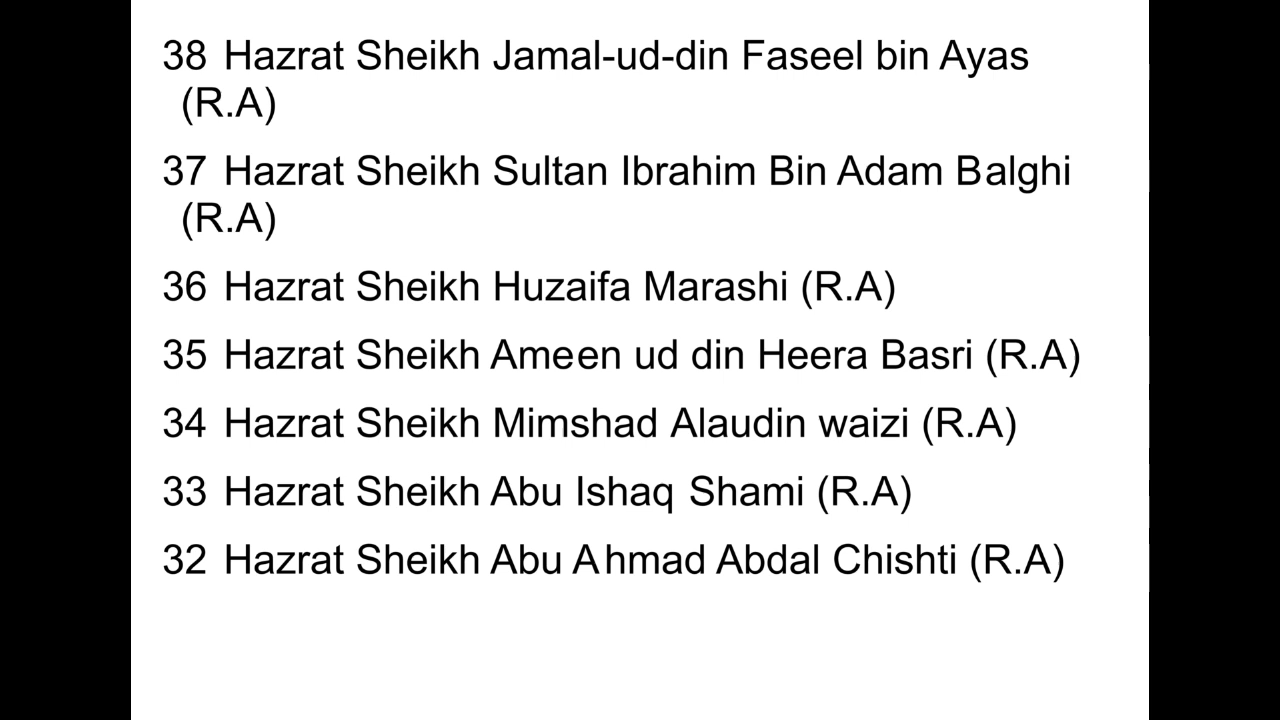 38 Hazrat Sheikh Jamal-ud-din Faseel bin Ayas
(R.A)
37 Hazrat Sheikh Sultan Ibrahim Bin Adam Balghi
(R.A)
36 Hazrat Sheikh Huzaifa Marashi (R.A)
35 Hazrat Sheikh Ameen ud din Heera Basri (R.A)
34 Hazrat Sheikh Mimshad Alaudin waizi (R.A)
33 Hazrat Sheikh Abu Ishaq Shami (R.A)
32 Hazrat Sheikh Abu Ahmad Abdal Chishti (R.A)